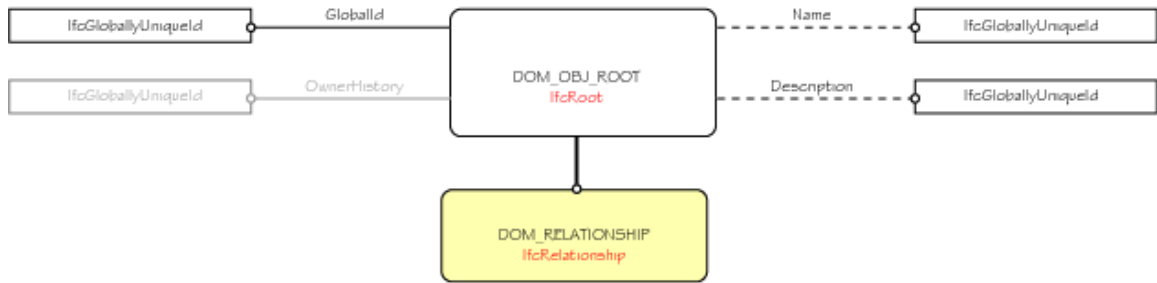 IfcGloballyUniqueId
GlobalId
Name
IfcGloballyUniqueId
DOM_OBJ_ROOT
IfcRoot
IfcGloballyUniqueId
OwnerHistory
Description
IfcGloballyUniqueId
DOM_RELATIONSHIP
IfcRelationship